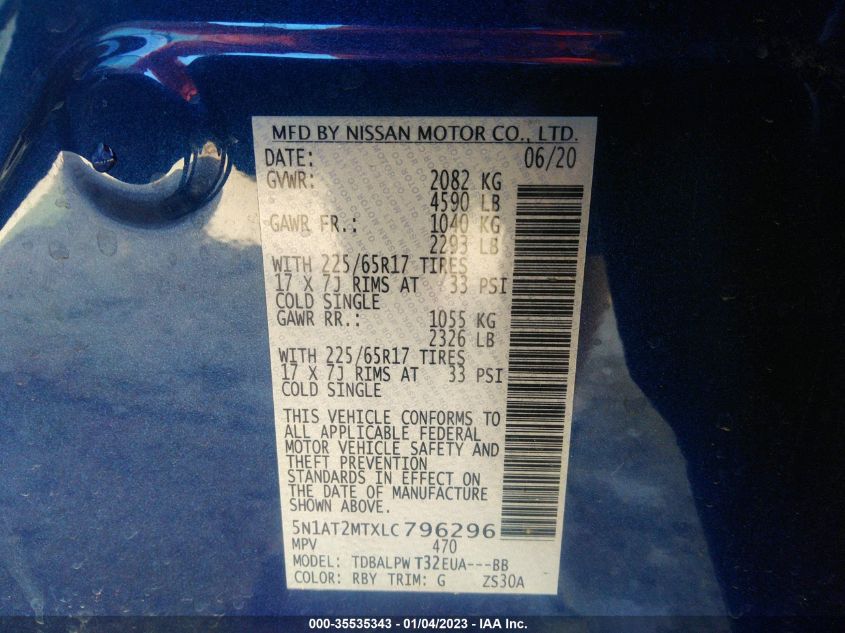 MFD BY NISSAN MOTOR CO., LTD.
DATE: 06/20
GVWR: 2082 KG
4590 LB
GAWR FR.: 1040 KG
2293 LB
WITH 225/65R17 TIRES
17 X 7J RIMS AT 33 PSI
COLD SINGLE
GAWR RR.: 1055 KG
2326 LB
WITH 225/65R17 TIRES
17 X 7J RIMS AT 33 PSI
COLD SINGLE
THIS VEHICLE CONFORMS TO
ALL APPLICABLE FEDERAL
MOTOR VEHICLE SAFETY AND
THEFT PREVENTION
STANDARDS IN EFFECT ON
THE DATE OF MANUFACTURE
SHOWN ABOVE.
5N1AT2MTXLC796296
MPV 470
MODEL: TDBALPW T32EUA---BB
COLOR: RBY TRIM: G ZS30A
000-35535343 - 01/04/2023 - IAA Inc.